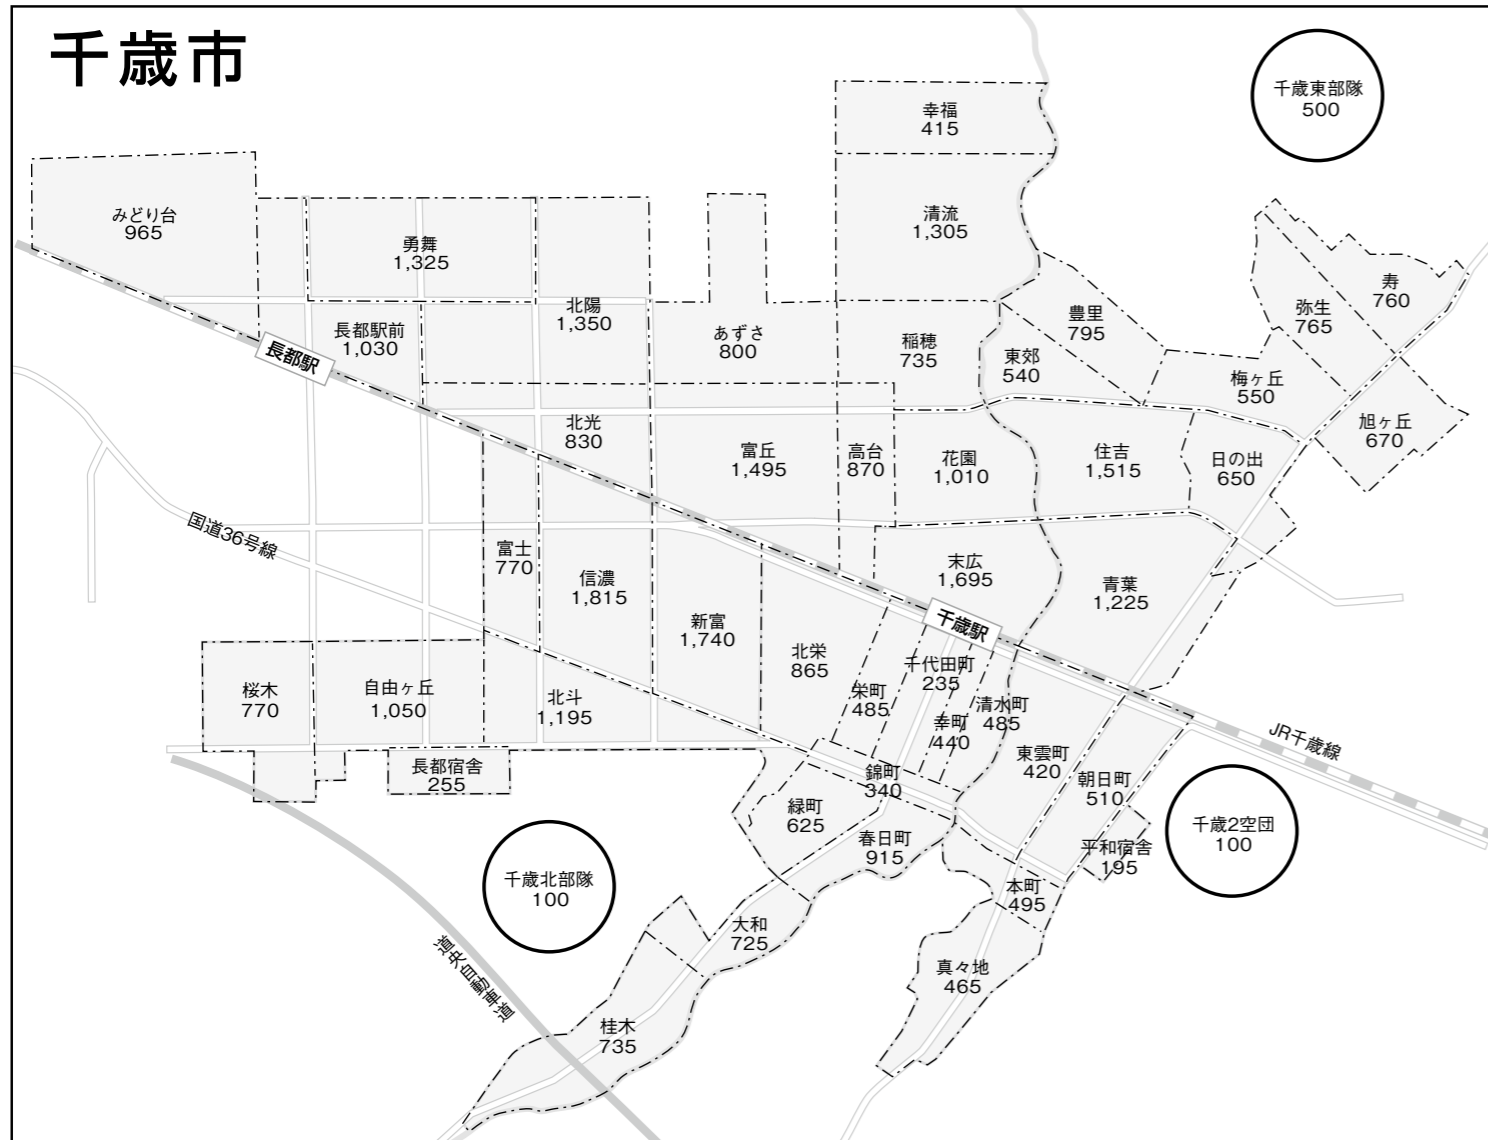 千歳市
千歳東部隊
500
幸福
415
みどり台
965
清流
1,305
勇舞
1,325
寿
760
弥生
765
豊里
795
北陽
1,350
長都駅前
1,030
あずさ
800
稲穂
735
東郊
540
長都駅
梅ヶ丘
550
旭ヶ丘
670
北光
830
富丘
1,495
高台
870
花園
1,010
住吉
1,515
日の出
650
国道36号線
富士
770
信濃
1,815
末広
1,695
青葉
1,225
新富
1,740
千歳駅
北栄
865
千代田町
235
桜木
770
自由ヶ丘
1,050
北斗
1,195
栄町
485
清水町
485
幸町
440
JR千歳線
東雲町
420
長都宿舎
255
錦町
340
朝日町
510
緑町
625
春日町
915
千歳2空団
100
平和宿舎
195
千歳北部隊
100
本町
495
大和
725
道央自動車道
真々地
465
桂木
735